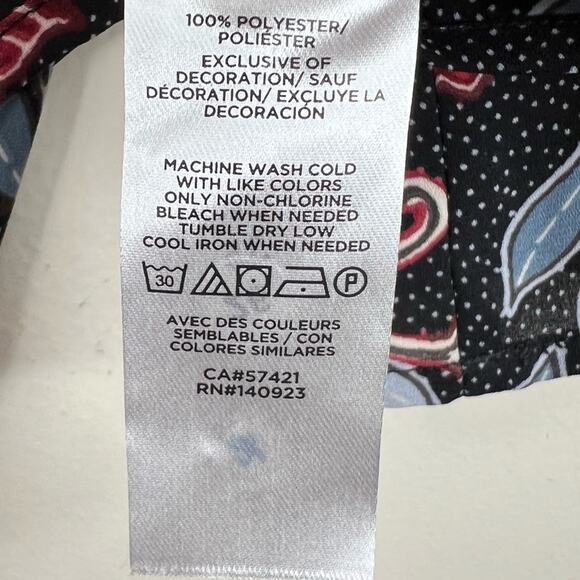 100% POLYESTER/
POLIÉSTER
EXCLUSIVE OF
DECORATION/ SAUF
DÉCORATION/ EXCLUYE LA
DECORACIÓN
MACHINE WASH COLD
WITH LIKE COLORS
ONLY NON-CHLORINE
BLEACH WHEN NEEDED
TUMBLE DRY LOW
COOL IRON WHEN NEEDED
30 P
AVEC DES COULEURS
SEMBLABLES / CON
COLORES SIMILARES
CA#57421
RN#140923